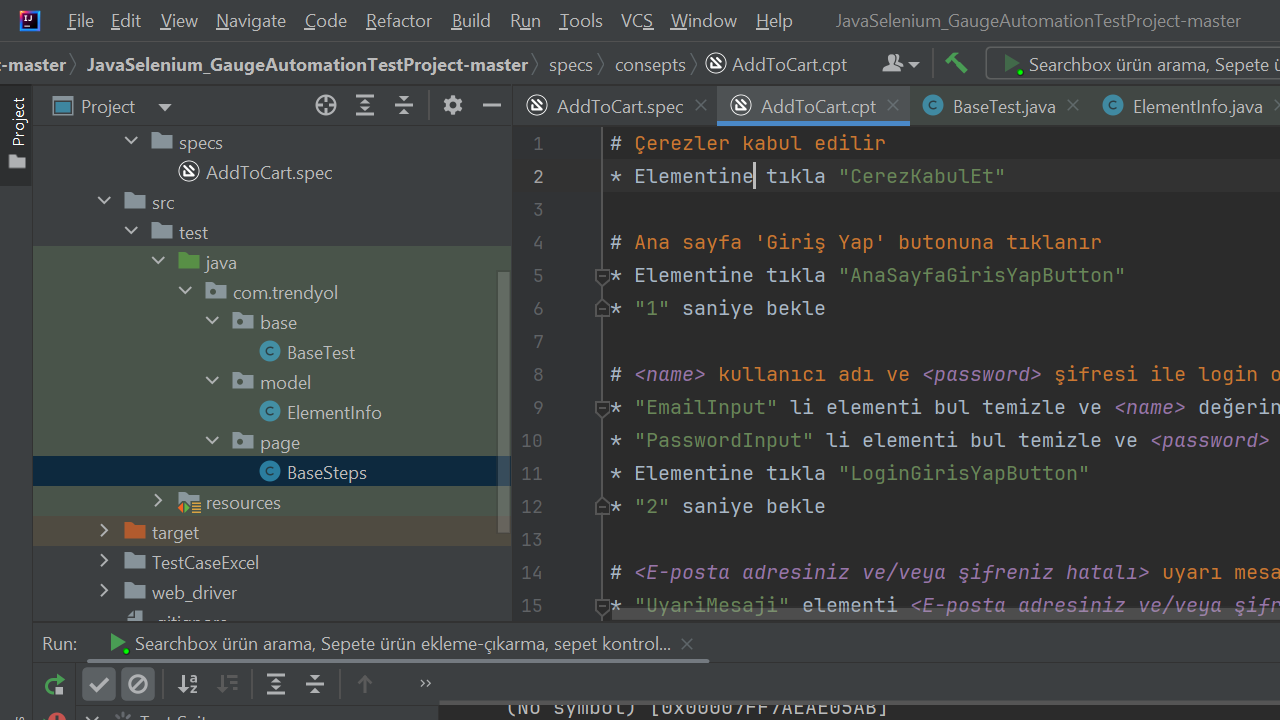 File Edit View Navigate Code Refactor Build Run Tools VCS Window Help JavaSelenium_GaugeAutomationTestProject-master
-master JavaSelenium_GaugeAutomationTestProject-master specs consepts AddToCart.cpt Searchbox ürün arama, Sepete ü
Project
Project
AddToCart.spec AddToCart.cpt BaseTest.java ElementInfo.java
specs
AddToCart.spec
src
test
java
com.trendyol
base
BaseTest
model
ElementInfo
page
BaseSteps
resources
target
TestCaseExcel
web_driver
.gitignore
1 # Çerezler kabul edilir
2 * Elementine tıkla "CerezKabulEt"
3
4 # Ana sayfa 'Giriş Yap' butonuna tıklanır
5 * Elementine tıkla "AnaSayfaGirisYapButton"
6 * "1" saniye bekle
7
8 # <name> kullanıcı adı ve <password> şifresi ile login o
9 * "EmailInput" li elementi bul temizle ve <name> değerin
10 * "PasswordInput" li elementi bul temizle ve <password>
11 * Elementine tıkla "LoginGirisYapButton"
12 * "2" saniye bekle
13
14 # <E-posta adresiniz ve/veya şifreniz hatalı> uyarı mesa
15 * "UyariMesaji" elementi <E-posta adresiniz ve/veya şifr
Run: Searchbox ürün arama, Sepete ürün ekleme-çıkarma, sepet kontrol...
(No symbol) [0x00007FF7AEAE05AB]